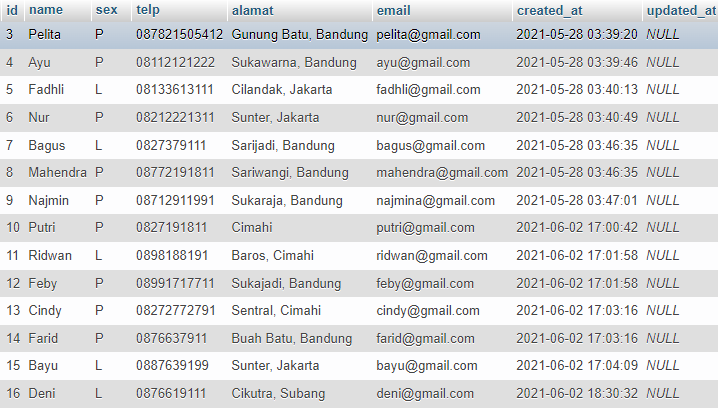 id name sex telp alamat email created_at updated_at
3 Pelita P 087821505412 Gunung Batu, Bandung pelita@gmail.com 2021-05-28 03:39:20 NULL
4 Ayu P 08112121222 Sukawarna, Bandung ayu@gmail.com 2021-05-28 03:39:46 NULL
5 Fadhli L 08133613111 Cilandak, Jakarta fadhli@gmail.com 2021-05-28 03:40:13 NULL
6 Nur P 08212221311 Sunter, Jakarta nur@gmail.com 2021-05-28 03:40:49 NULL
7 Bagus L 0827379111 Sarijadi, Bandung bagus@gmail.com 2021-05-28 03:46:35 NULL
8 Mahendra P 08772191811 Sariwangi, Bandung mahendra@gmail.com 2021-05-28 03:46:35 NULL
9 Najmin P 08712911991 Sukaraja, Bandung najmina@gmail.com 2021-05-28 03:47:01 NULL
10 Putri P 0827191811 Cimahi putri@gmail.com 2021-06-02 17:00:42 NULL
11 Ridwan L 0898188191 Baros, Cimahi ridwan@gmail.com 2021-06-02 17:01:58 NULL
12 Feby P 08991717711 Sukajadi, Bandung feby@gmail.com 2021-06-02 17:01:58 NULL
13 Cindy P 08272772791 Sentral, Cimahi cindy@gmail.com 2021-06-02 17:03:16 NULL
14 Farid P 0876637911 Buah Batu, Bandung farid@gmail.com 2021-06-02 17:03:16 NULL
15 Bayu L 0887639199 Sunter, Jakarta bayu@gmail.com 2021-06-02 17:04:09 NULL
16 Deni L 0876619111 Cikutra, Subang deni@gmail.com 2021-06-02 18:30:32 NULL